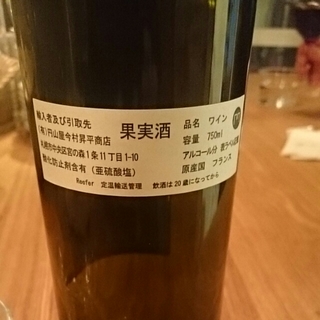 輸入者及び引取先
(有)円山屋今村昇平商店
札幌市中央区宮の森1条11丁目1-10
酸化防止剤含有(亜硫酸塩)
果実酒
品名 ワイン
容量 750ml
アルコール分
原産国 フランス
Reefer 定温輸送管理 飲酒は20歳になってから